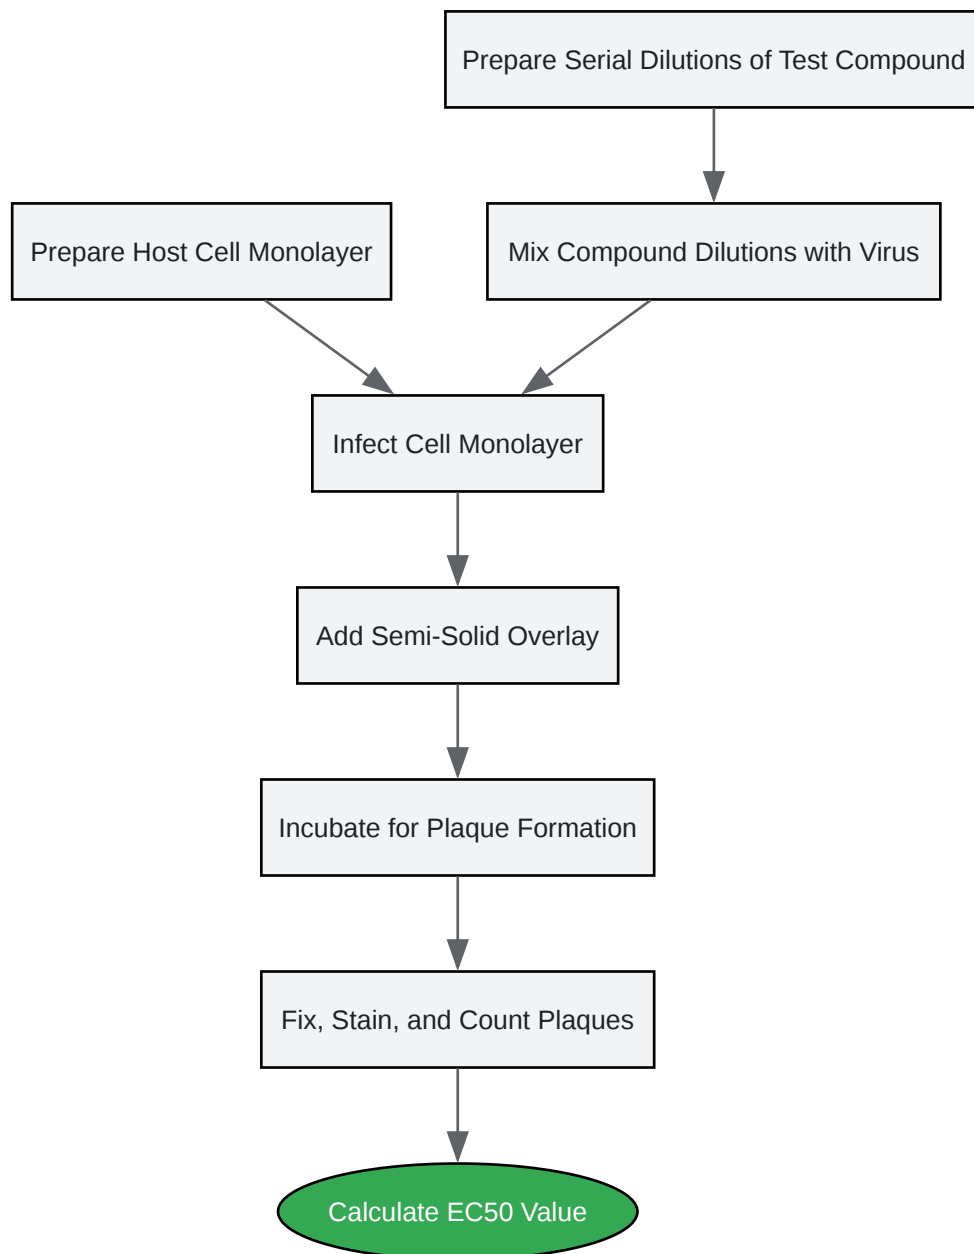 Prepare Serial Dilutions of Test Compound
Prepare Host Cell Monolayer
Mix Compound Dilutions with Virus
Infect Cell Monolayer
Add Semi-Solid Overlay
Incubate for Plaque Formation
Fix, Stain, and Count Plaques
Calculate EC50 Value